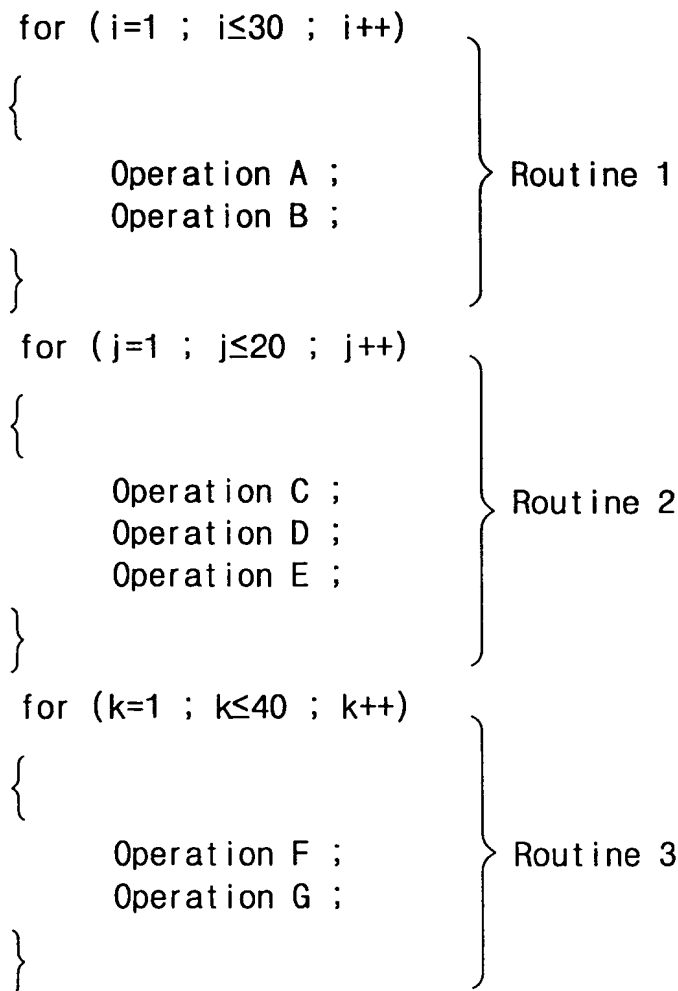 for (i=1 ; i≤30 ; i++)
{
Operation A ;
Operation B ;
}
Routine 1
for (j=1 ; j≤20 ; j++)
{
Operation C ;
Operation D ;
Operation E ;
}
Routine 2
for (k=1 ; k≤40 ; k++)
{
Operation F ;
Operation G ;
}
Routine 3